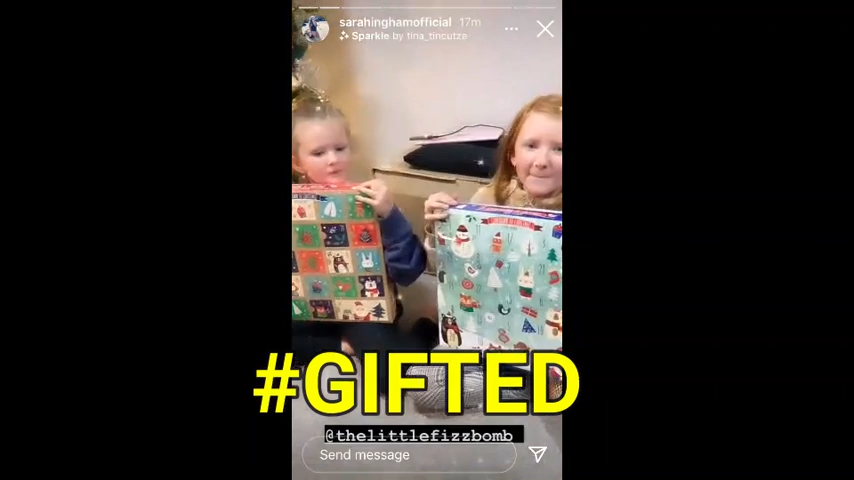 sarahinghamofficial 17m
Sparkle by tina_tincutza
#GIFTED
@thelittlefizzbomb
Send message